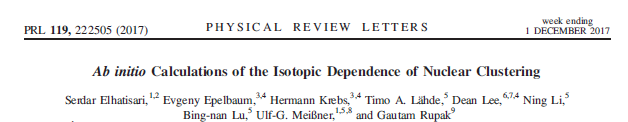 PRL 119, 222505 (2017)
PHYSICAL REVIEW LETTERS
week ending
1 DECEMBER 2017
Ab initio Calculations of the Isotopic Dependence of Nuclear Clustering
Serdar Elhatisari,1,2 Evgeny Epelbaum,3,4 Hermann Krebs,3,4 Timo A. Lähde,5 Dean Lee,6,7,4 Ning Li,5
Bing-nan Lu,5 Ulf-G. Meißner,1,5,8 and Gautam Rupak9